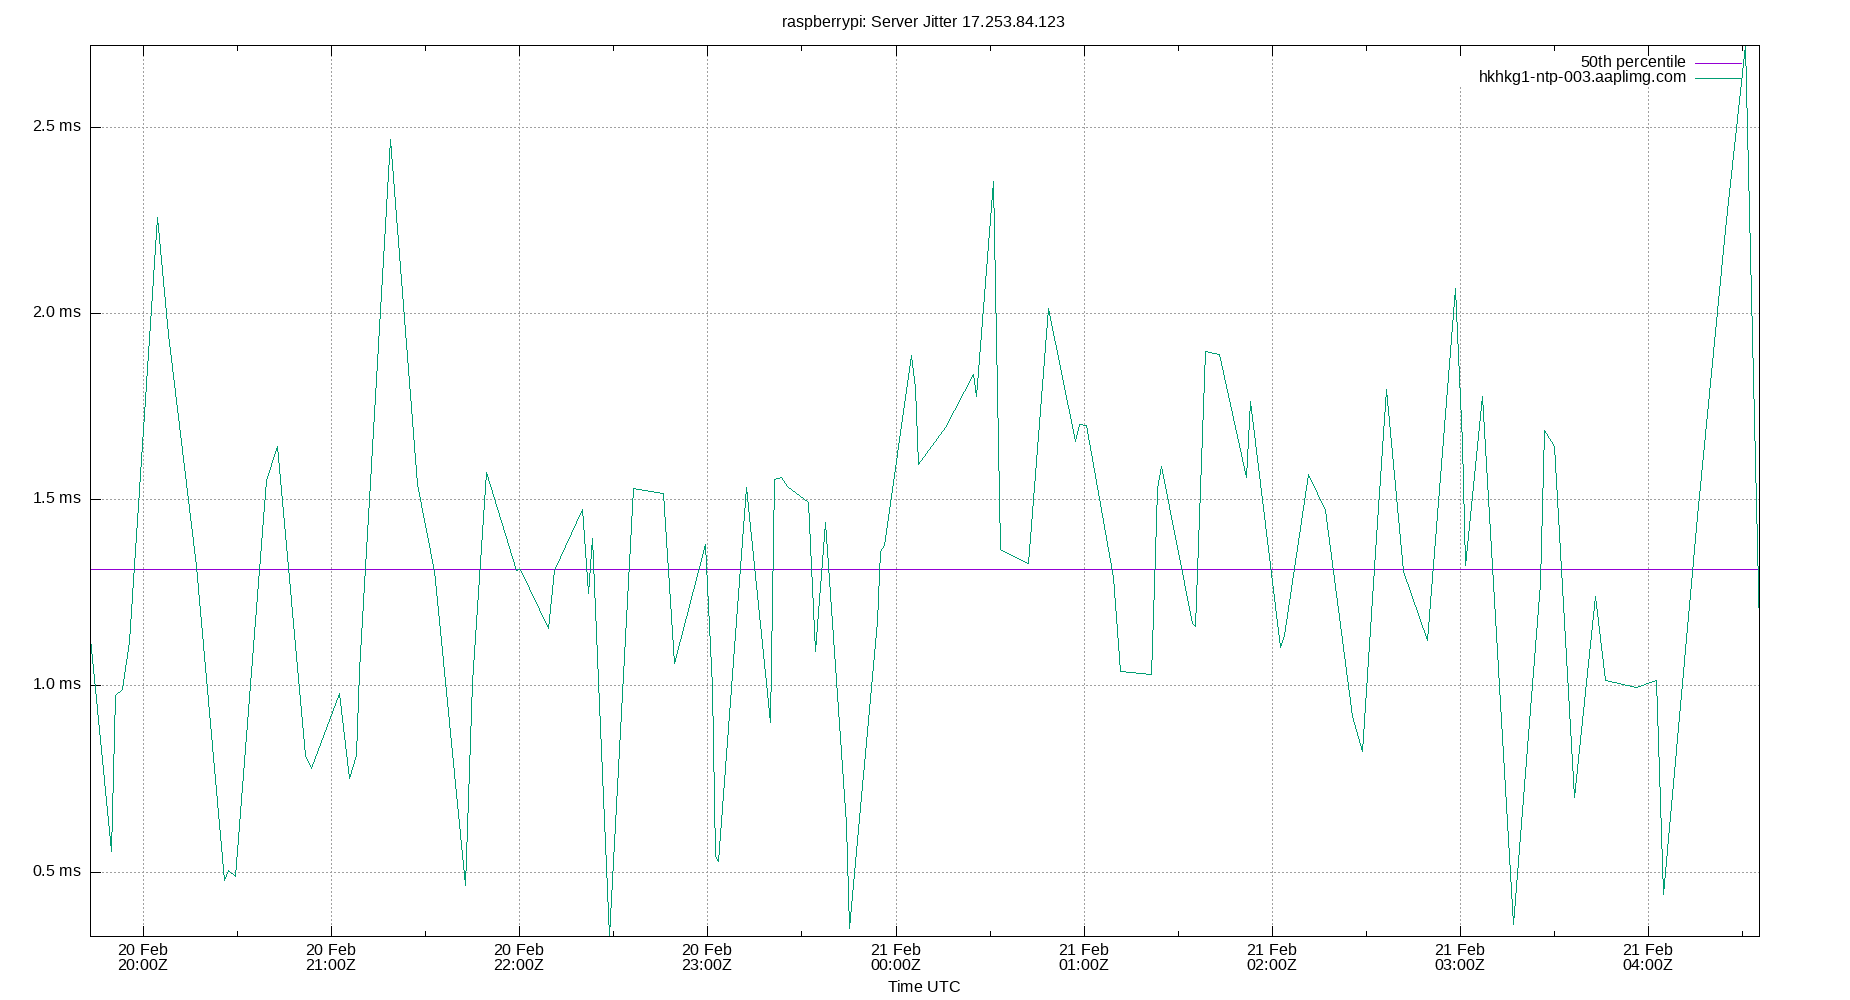 raspberrypi: Server Jitter 17.253.84.123
50th percentile
hkhkg1-ntp-003.aaplimg.com
2.5 ms
2.0 ms
1.5 ms
1.0 ms
0.5 ms
20 Feb 20 Feb 20 Feb 20 Feb 21 Feb 21 Feb 21 Feb 21 Feb 21 Feb
20:00Z 21:00Z 22:00Z 23:00Z 00:00Z 01:00Z 02:00Z 03:00Z 04:00Z
Time UTC